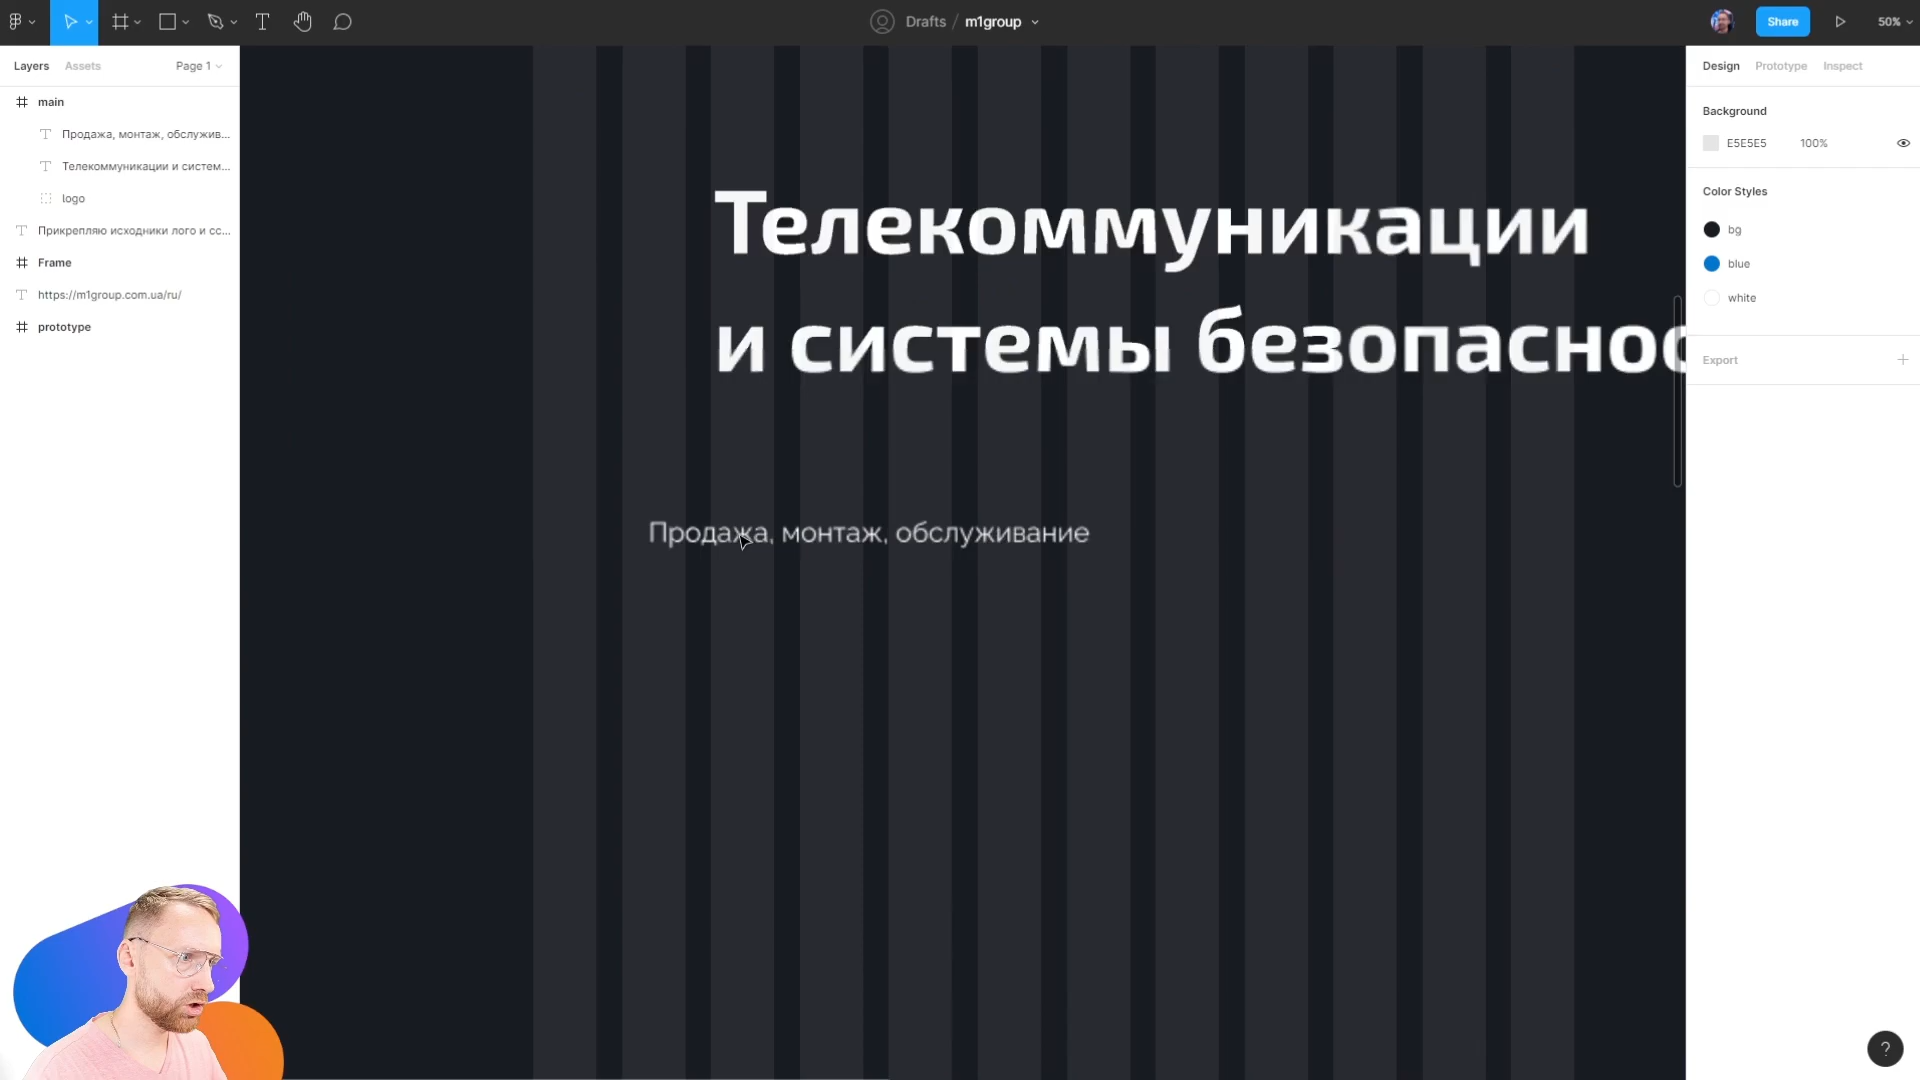 Drafts / m1group
Share
50%
Layers
Assets
Page 1
Design
Prototype
Inspect
main
Продажа, монтаж, обслужив...
Телекоммуникации и систем...
logo
Прикрепляю исходники лого и сс...
Frame
https://m1group.com.ua/ru/
prototype
Телекоммуникации
и системы безопаснос
Продажа, монтаж, обслуживание
Background
E5E5E5
100%
Color Styles
bg
blue
white
Export
?